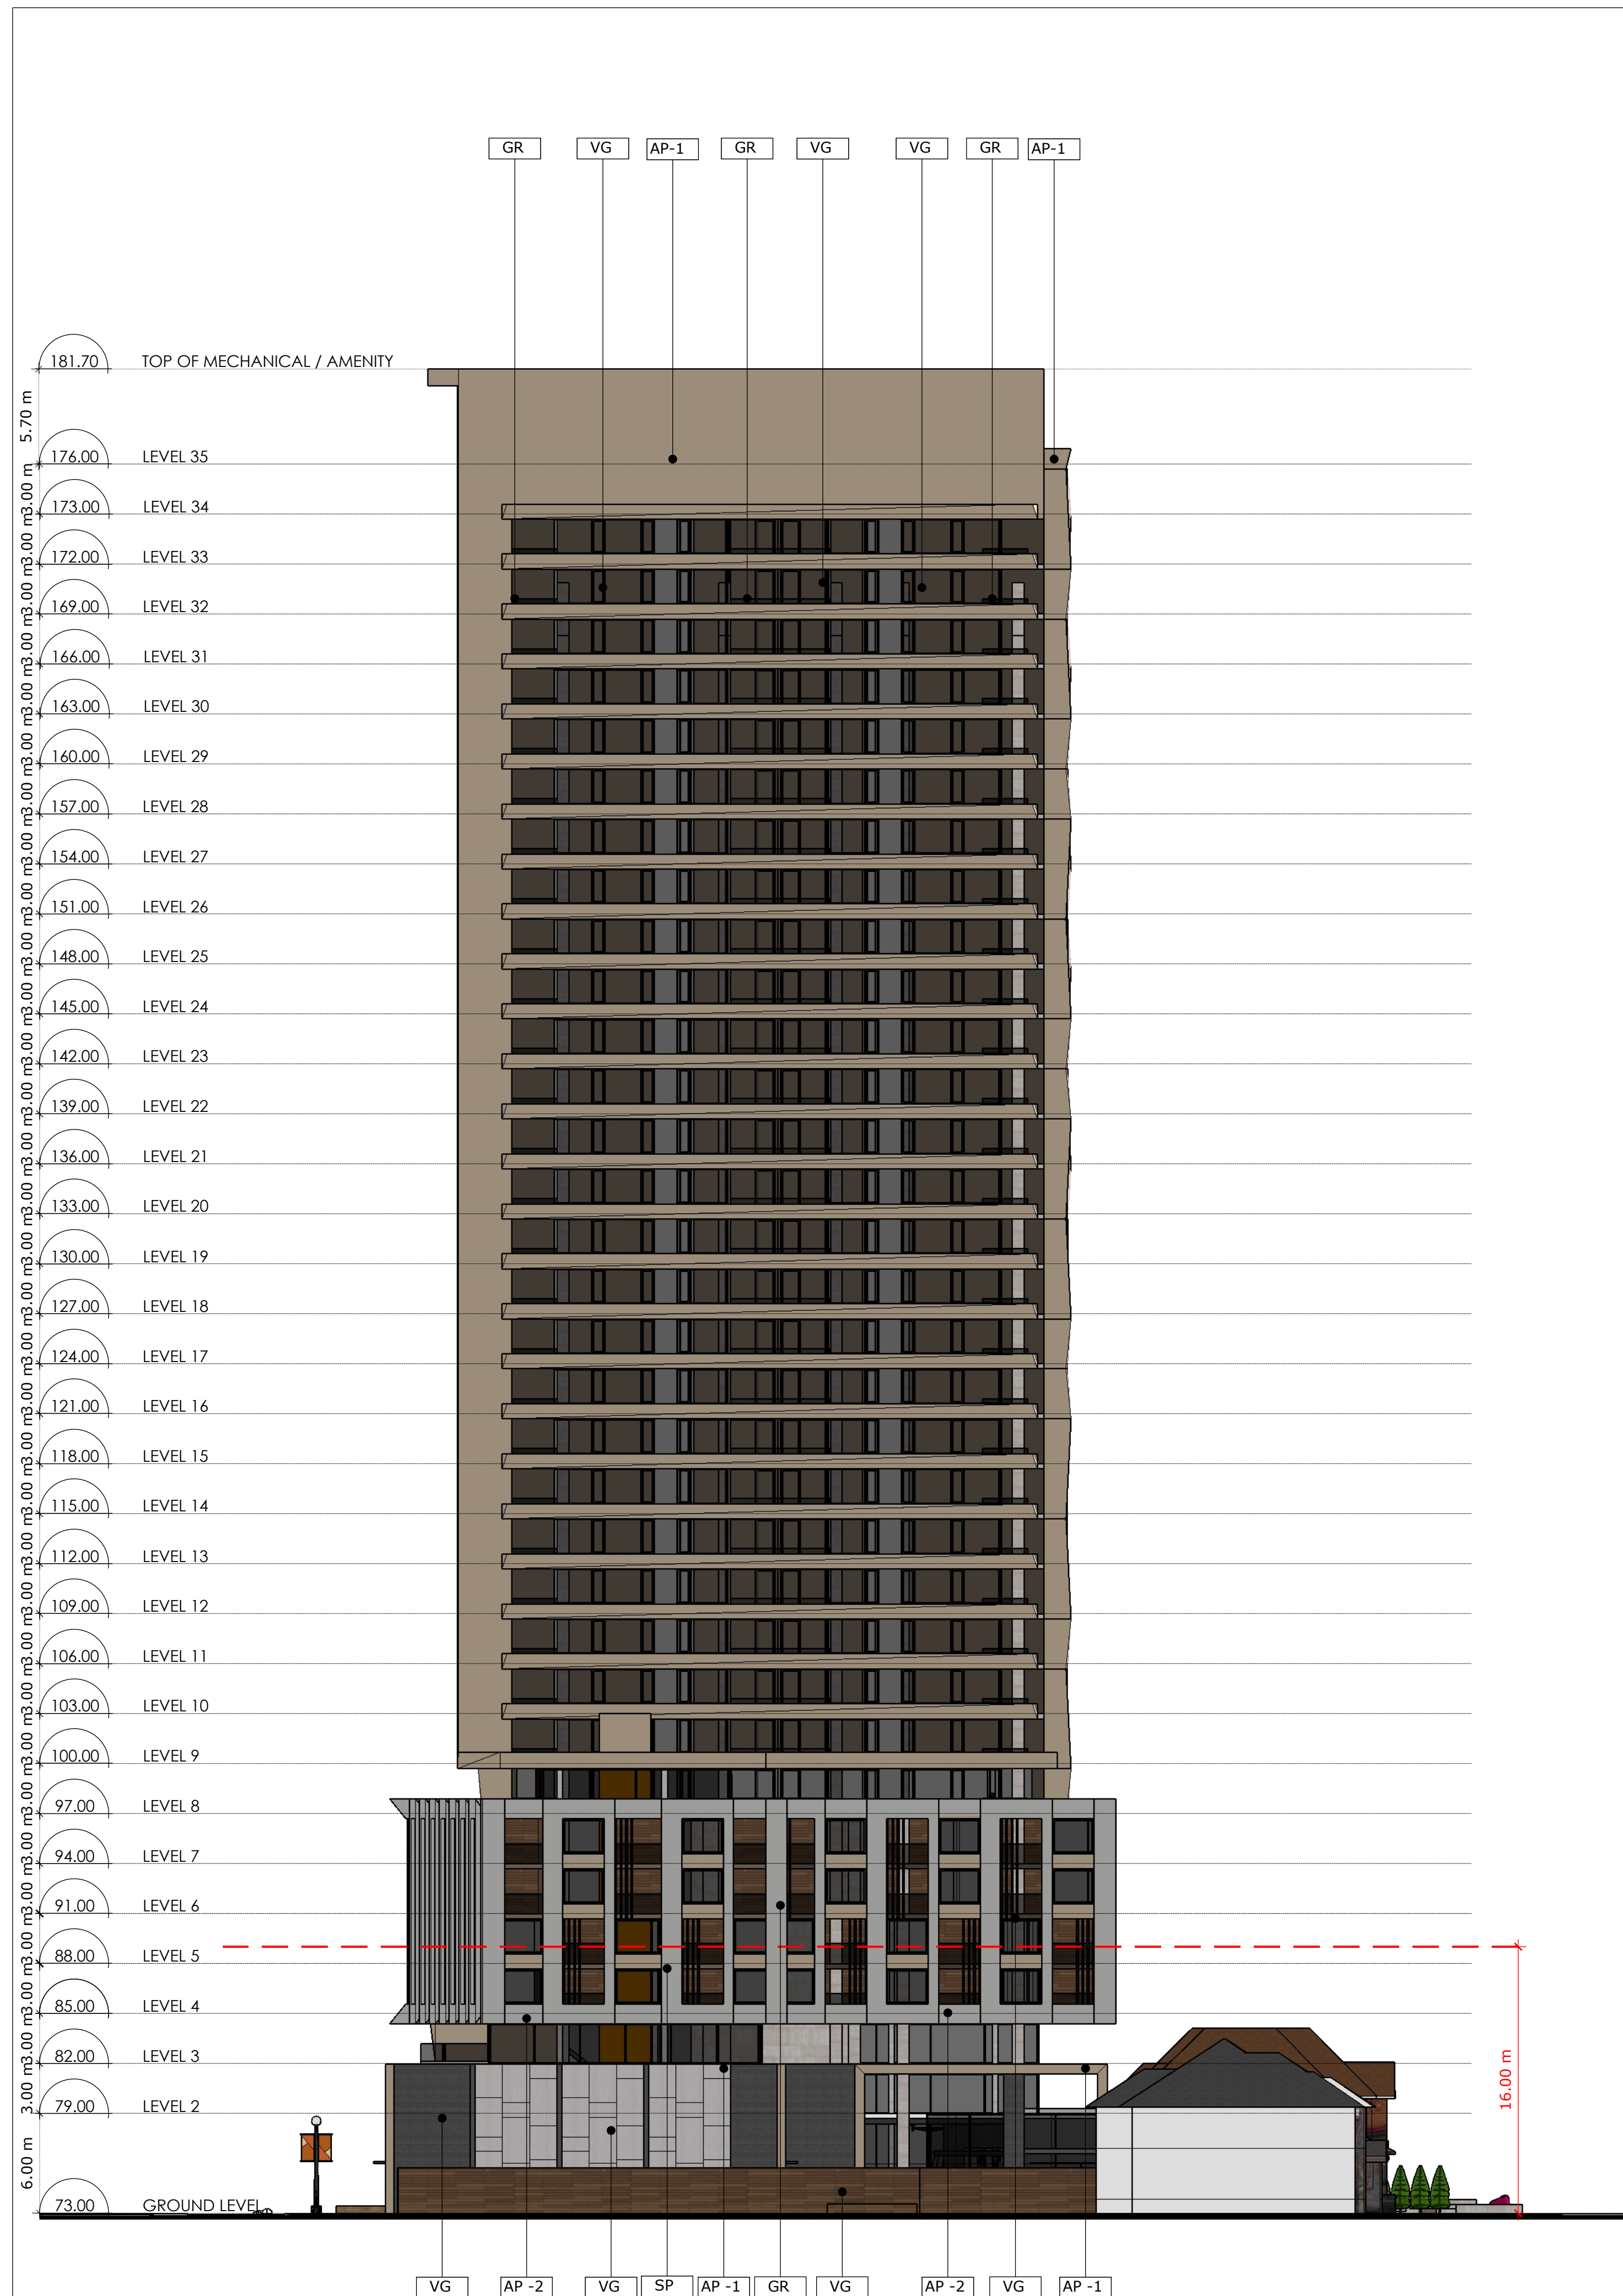 GR VG AP-1 GR VG VG GR AP-1
181.70 TOP OF MECHANICAL / AMENITY
5.70 m
176.00 LEVEL 35
3.00 m
173.00 LEVEL 34
3.00 m
172.00 LEVEL 33
3.00 m
169.00 LEVEL 32
3.00 m
166.00 LEVEL 31
3.00 m
163.00 LEVEL 30
3.00 m
160.00 LEVEL 29
3.00 m
157.00 LEVEL 28
3.00 m
154.00 LEVEL 27
3.00 m
151.00 LEVEL 26
3.00 m
148.00 LEVEL 25
3.00 m
145.00 LEVEL 24
3.00 m
142.00 LEVEL 23
3.00 m
139.00 LEVEL 22
3.00 m
136.00 LEVEL 21
3.00 m
133.00 LEVEL 20
3.00 m
130.00 LEVEL 19
3.00 m
127.00 LEVEL 18
3.00 m
124.00 LEVEL 17
3.00 m
121.00 LEVEL 16
3.00 m
118.00 LEVEL 15
3.00 m
115.00 LEVEL 14
3.00 m
112.00 LEVEL 13
3.00 m
109.00 LEVEL 12
3.00 m
106.00 LEVEL 11
3.00 m
103.00 LEVEL 10
3.00 m
100.00 LEVEL 9
3.00 m
97.00 LEVEL 8
3.00 m
94.00 LEVEL 7
3.00 m
91.00 LEVEL 6
3.00 m
88.00 LEVEL 5
3.00 m
85.00 LEVEL 4
3.00 m
82.00 LEVEL 3
3.00 m
79.00 LEVEL 2
6.00 m
73.00 GROUND LEVEL
16.00 m
VG AP -2 VG SP AP -1 GR VG AP -2 VG AP -1